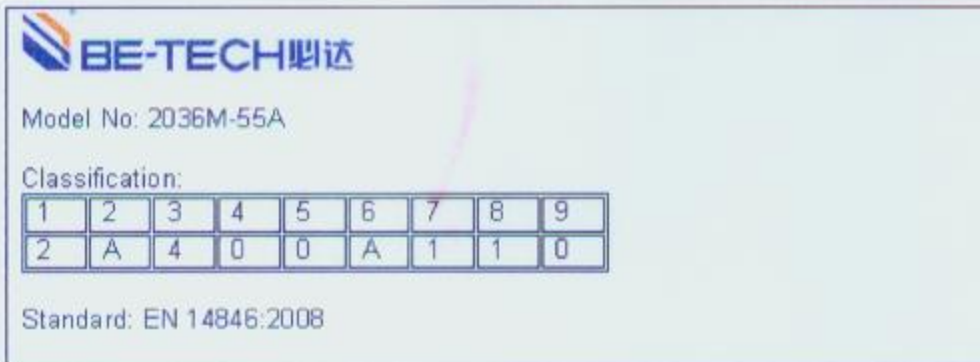 BE-TECH必达
Model No: 2036M-55A
Classification:
1 2 3 4 5 6 7 8 9
2 A 4 0 0 A 1 1 0
Standard: EN 14846:2008